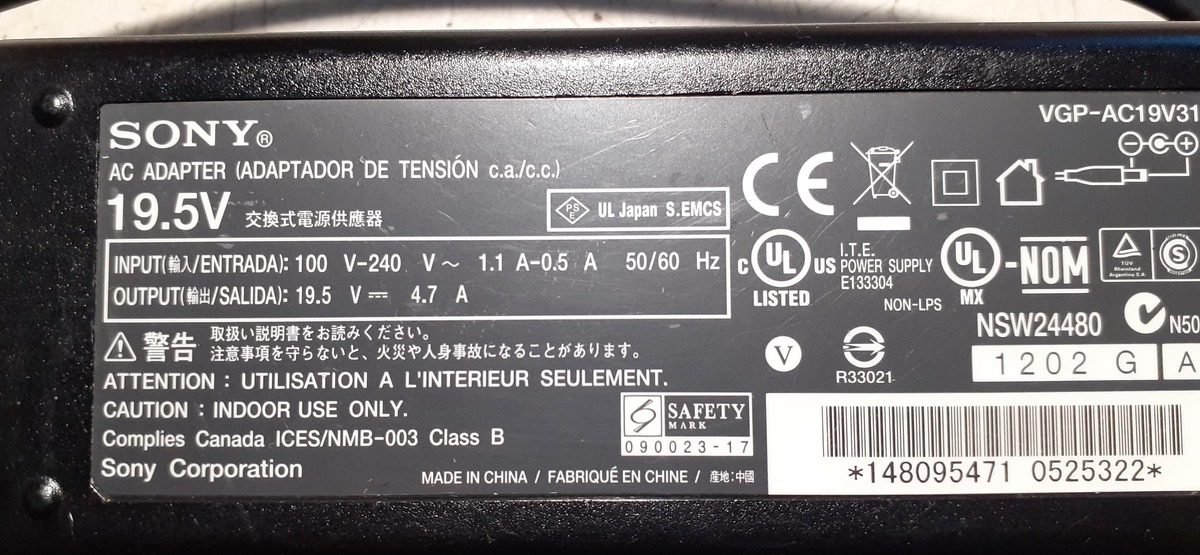 SONY®
VGP-AC19V31
AC ADAPTER (ADAPTADOR DE TENSIÓN c.a./c.c.)
19.5V 交換式電源供應器
PSE UL Japan S.EMCS
CE
INPUT(輸入/ENTRADA): 100 V-240 V～ 1.1 A-0.5 A 50/60 Hz
OUTPUT(輸出/SALIDA): 19.5 V⎓ 4.7 A
C UL US LISTED
I.T.E.
POWER SUPPLY
E133304
NON-LPS
UL MX
-NOM
TÜV
Rheinland
Argentina S.A.
S
警告 取扱い説明書をお読みください。
注意事項を守らないと、火災や人身事故になることがあります。
V
R33021
NSW24480
N50
1202 G A
ATTENTION : UTILISATION A L'INTERIEUR SEULEMENT.
CAUTION : INDOOR USE ONLY.
Complies Canada ICES/NMB-003 Class B
Sony Corporation
SAFETY
MARK
090023-17
MADE IN CHINA / FABRIQUÉ EN CHINE / 産地:中國
*148095471 0525322*